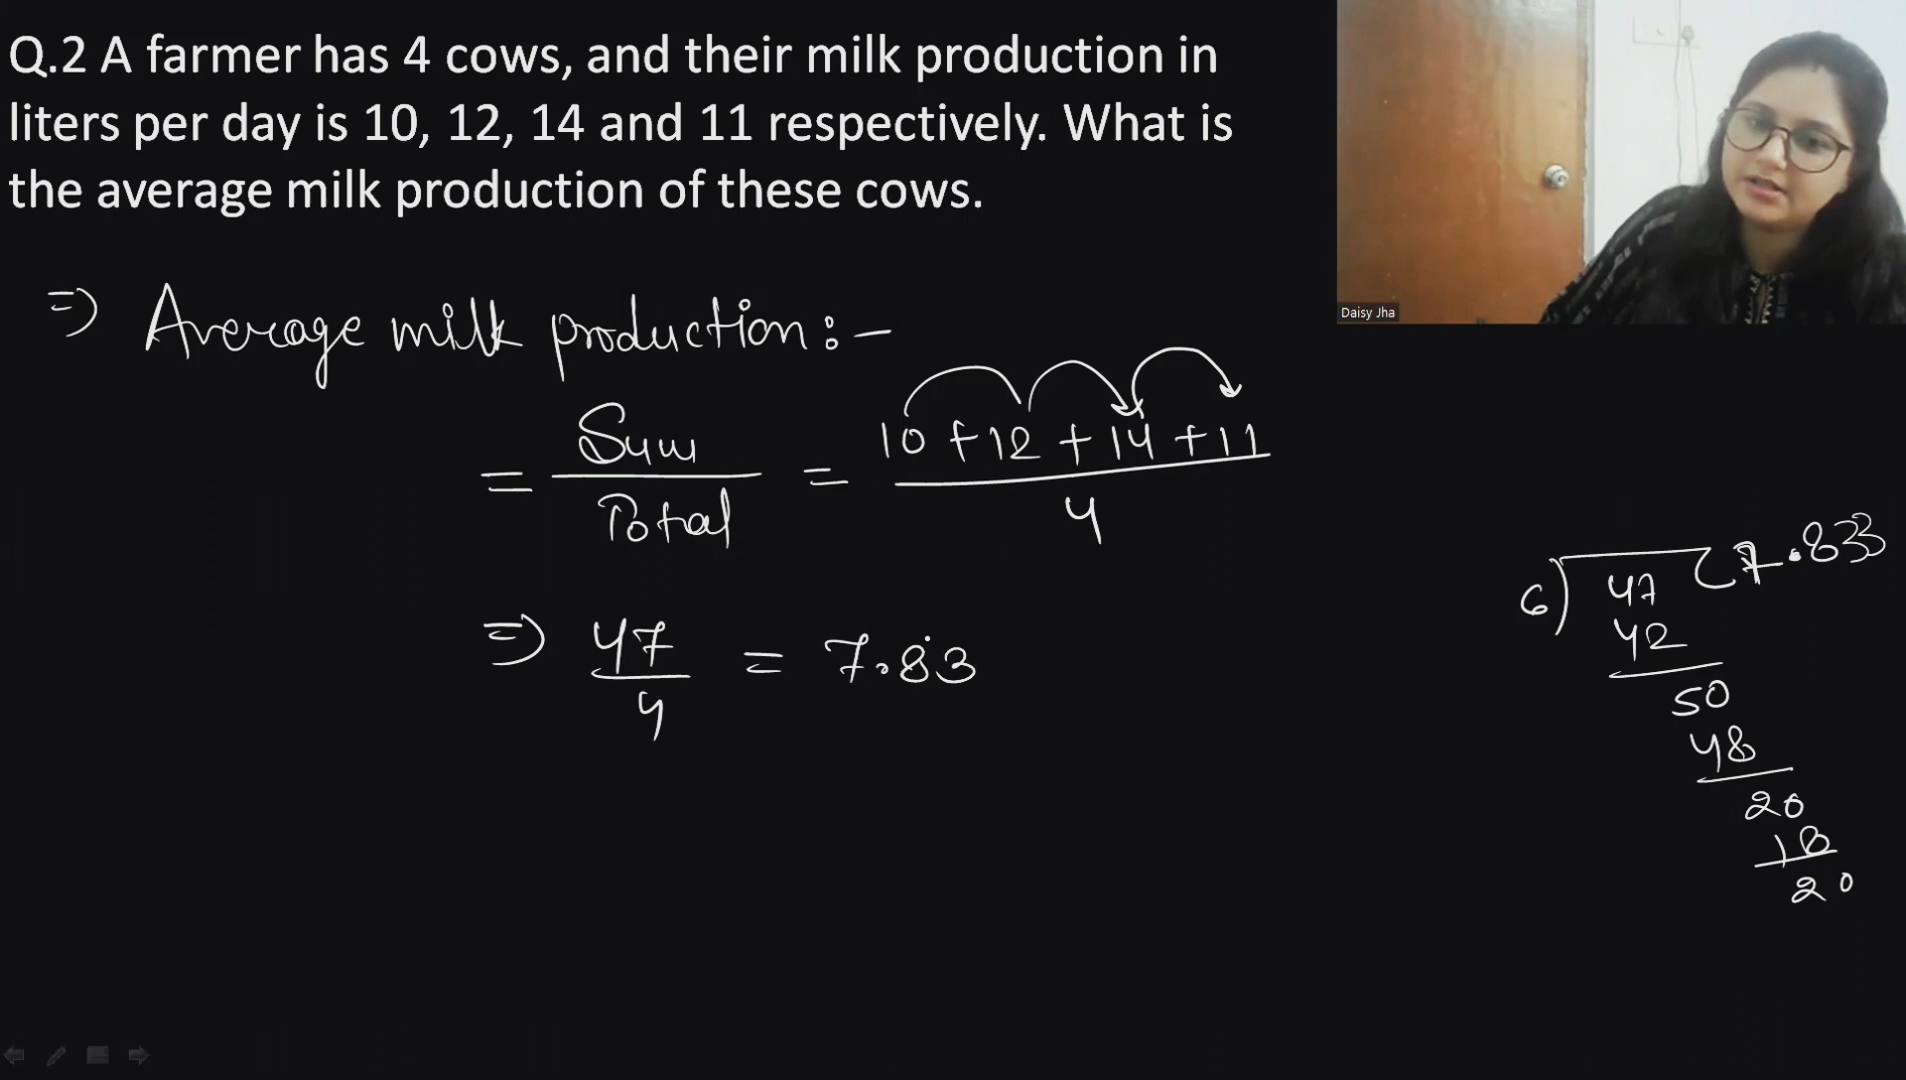 Q.2 A farmer has 4 cows, and their milk production in
liters per day is 10, 12, 14 and 11 respectively. What is
the average milk production of these cows.
Daisy Jha
⇒ Average milk production:-
= Sum / Total = 10+12+14+11 / 4
⇒ 47 / 4 = 7.83
6) 47 ( 7.833
42
50
48
20
18
20